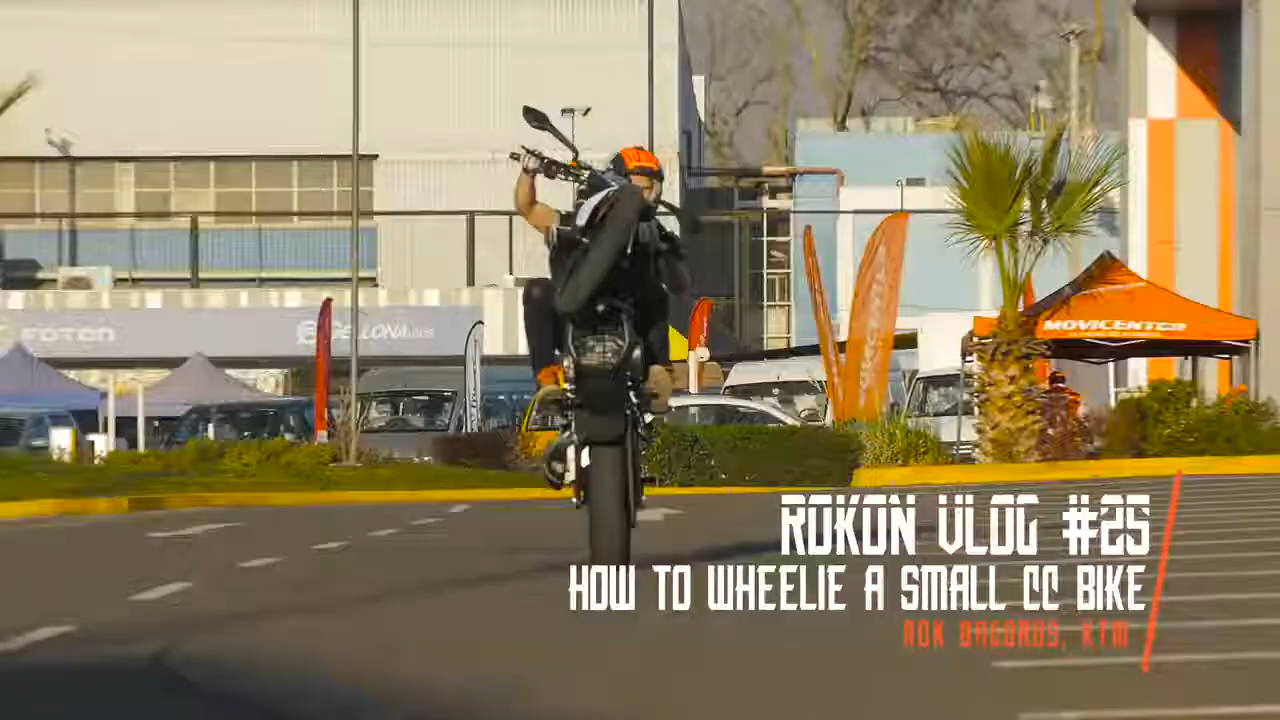 FOTON
MOVICENTER
ROKON VLOG #25
HOW TO WHEELIE A SMALL CC BIKE
ROK BAGOROS, KTM